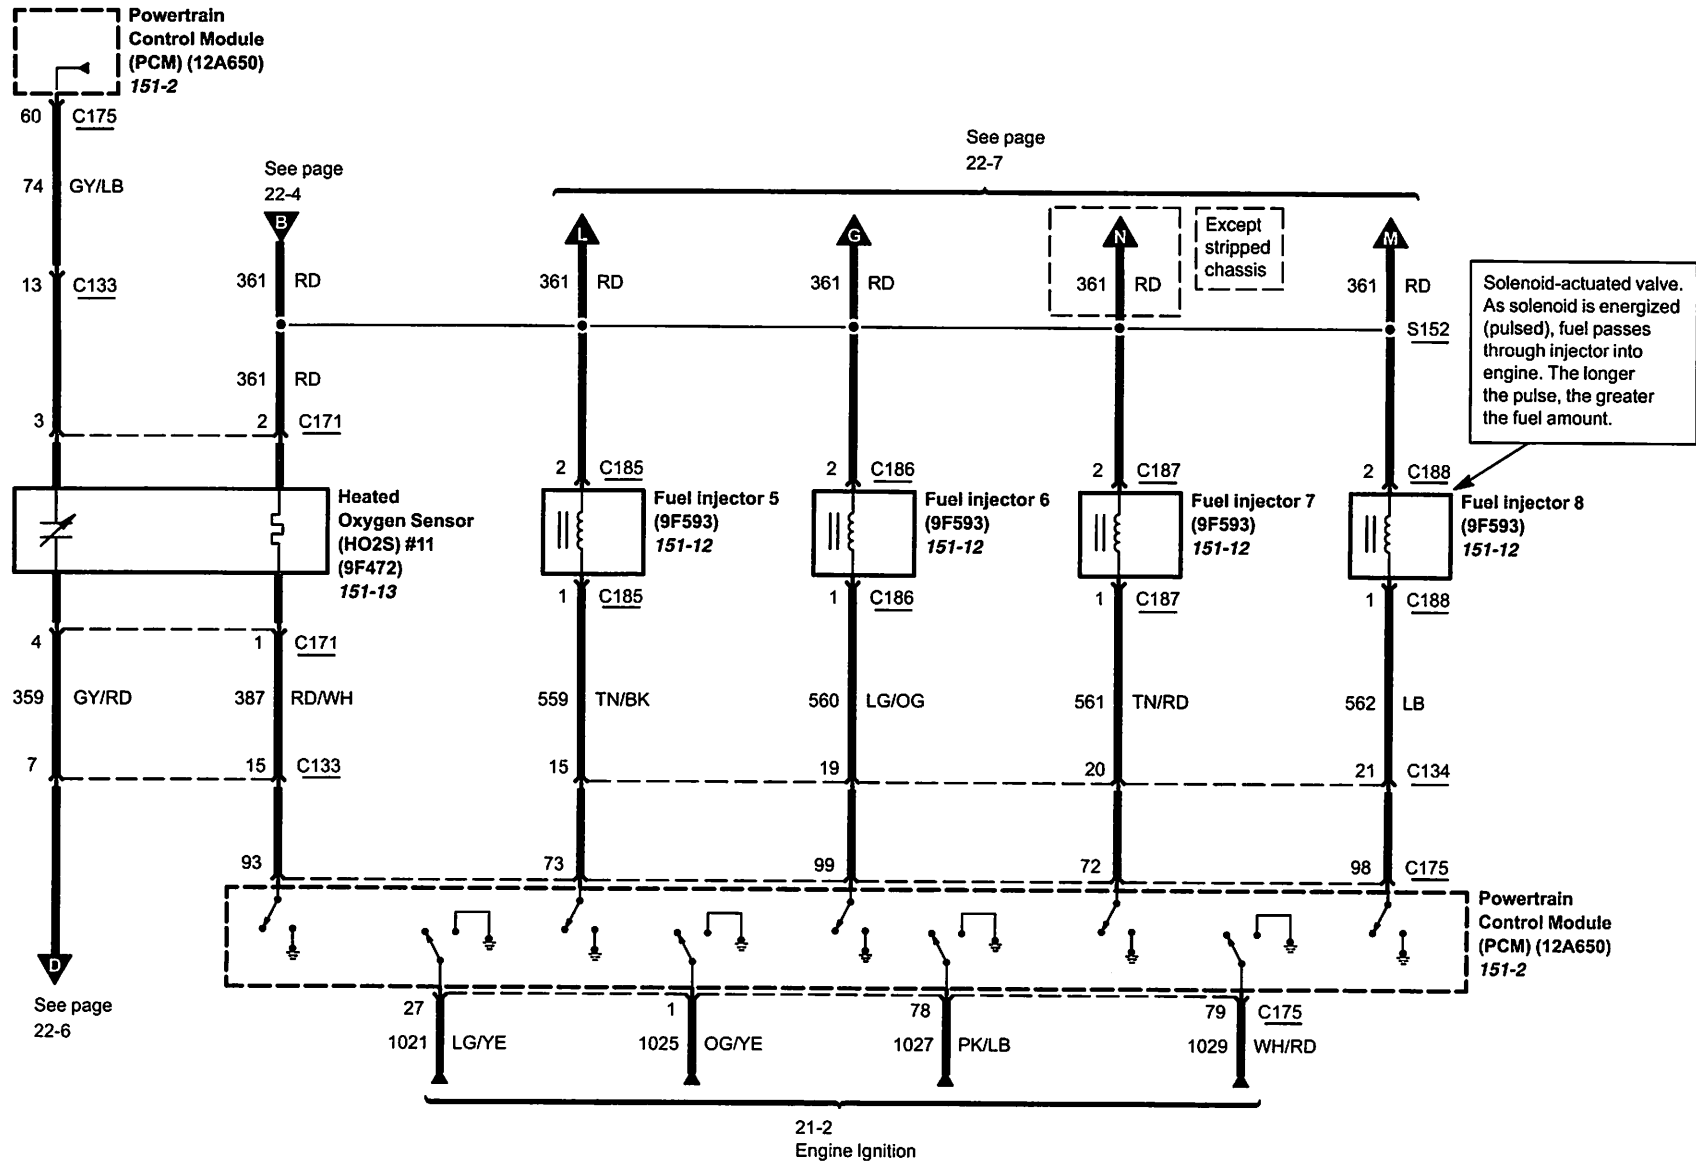 Powertrain
Control Module
(PCM) (12A650)
151-2
60 C175
74 GY/LB
13 C133
See page
22-4
B
See page
22-7
L
G
N
M
Except
stripped
chassis
361 RD
361 RD
361 RD
361 RD
361 RD
S152
Solenoid-actuated valve.
As solenoid is energized
(pulsed), fuel passes
through injector into
engine. The longer
the pulse, the greater
the fuel amount.
361 RD
3
2 C171
2 C185
2 C186
2 C187
2 C188
Heated
Oxygen Sensor
(HO2S) #11
(9F472)
151-13
Fuel injector 5
(9F593)
151-12
Fuel injector 6
(9F593)
151-12
Fuel injector 7
(9F593)
151-12
Fuel injector 8
(9F593)
151-12
1 C185
1 C186
1 C187
1 C188
4
1 C171
359 GY/RD
387 RD/WH
559 TN/BK
560 LG/OG
561 TN/RD
562 LB
7
15 C133
15
19
20
21 C134
93
73
99
72
98 C175
Powertrain
Control Module
(PCM) (12A650)
151-2
D
See page
22-6
27
1
78
79 C175
1021 LG/YE
1025 OG/YE
1027 PK/LB
1029 WH/RD
21-2
Engine Ignition